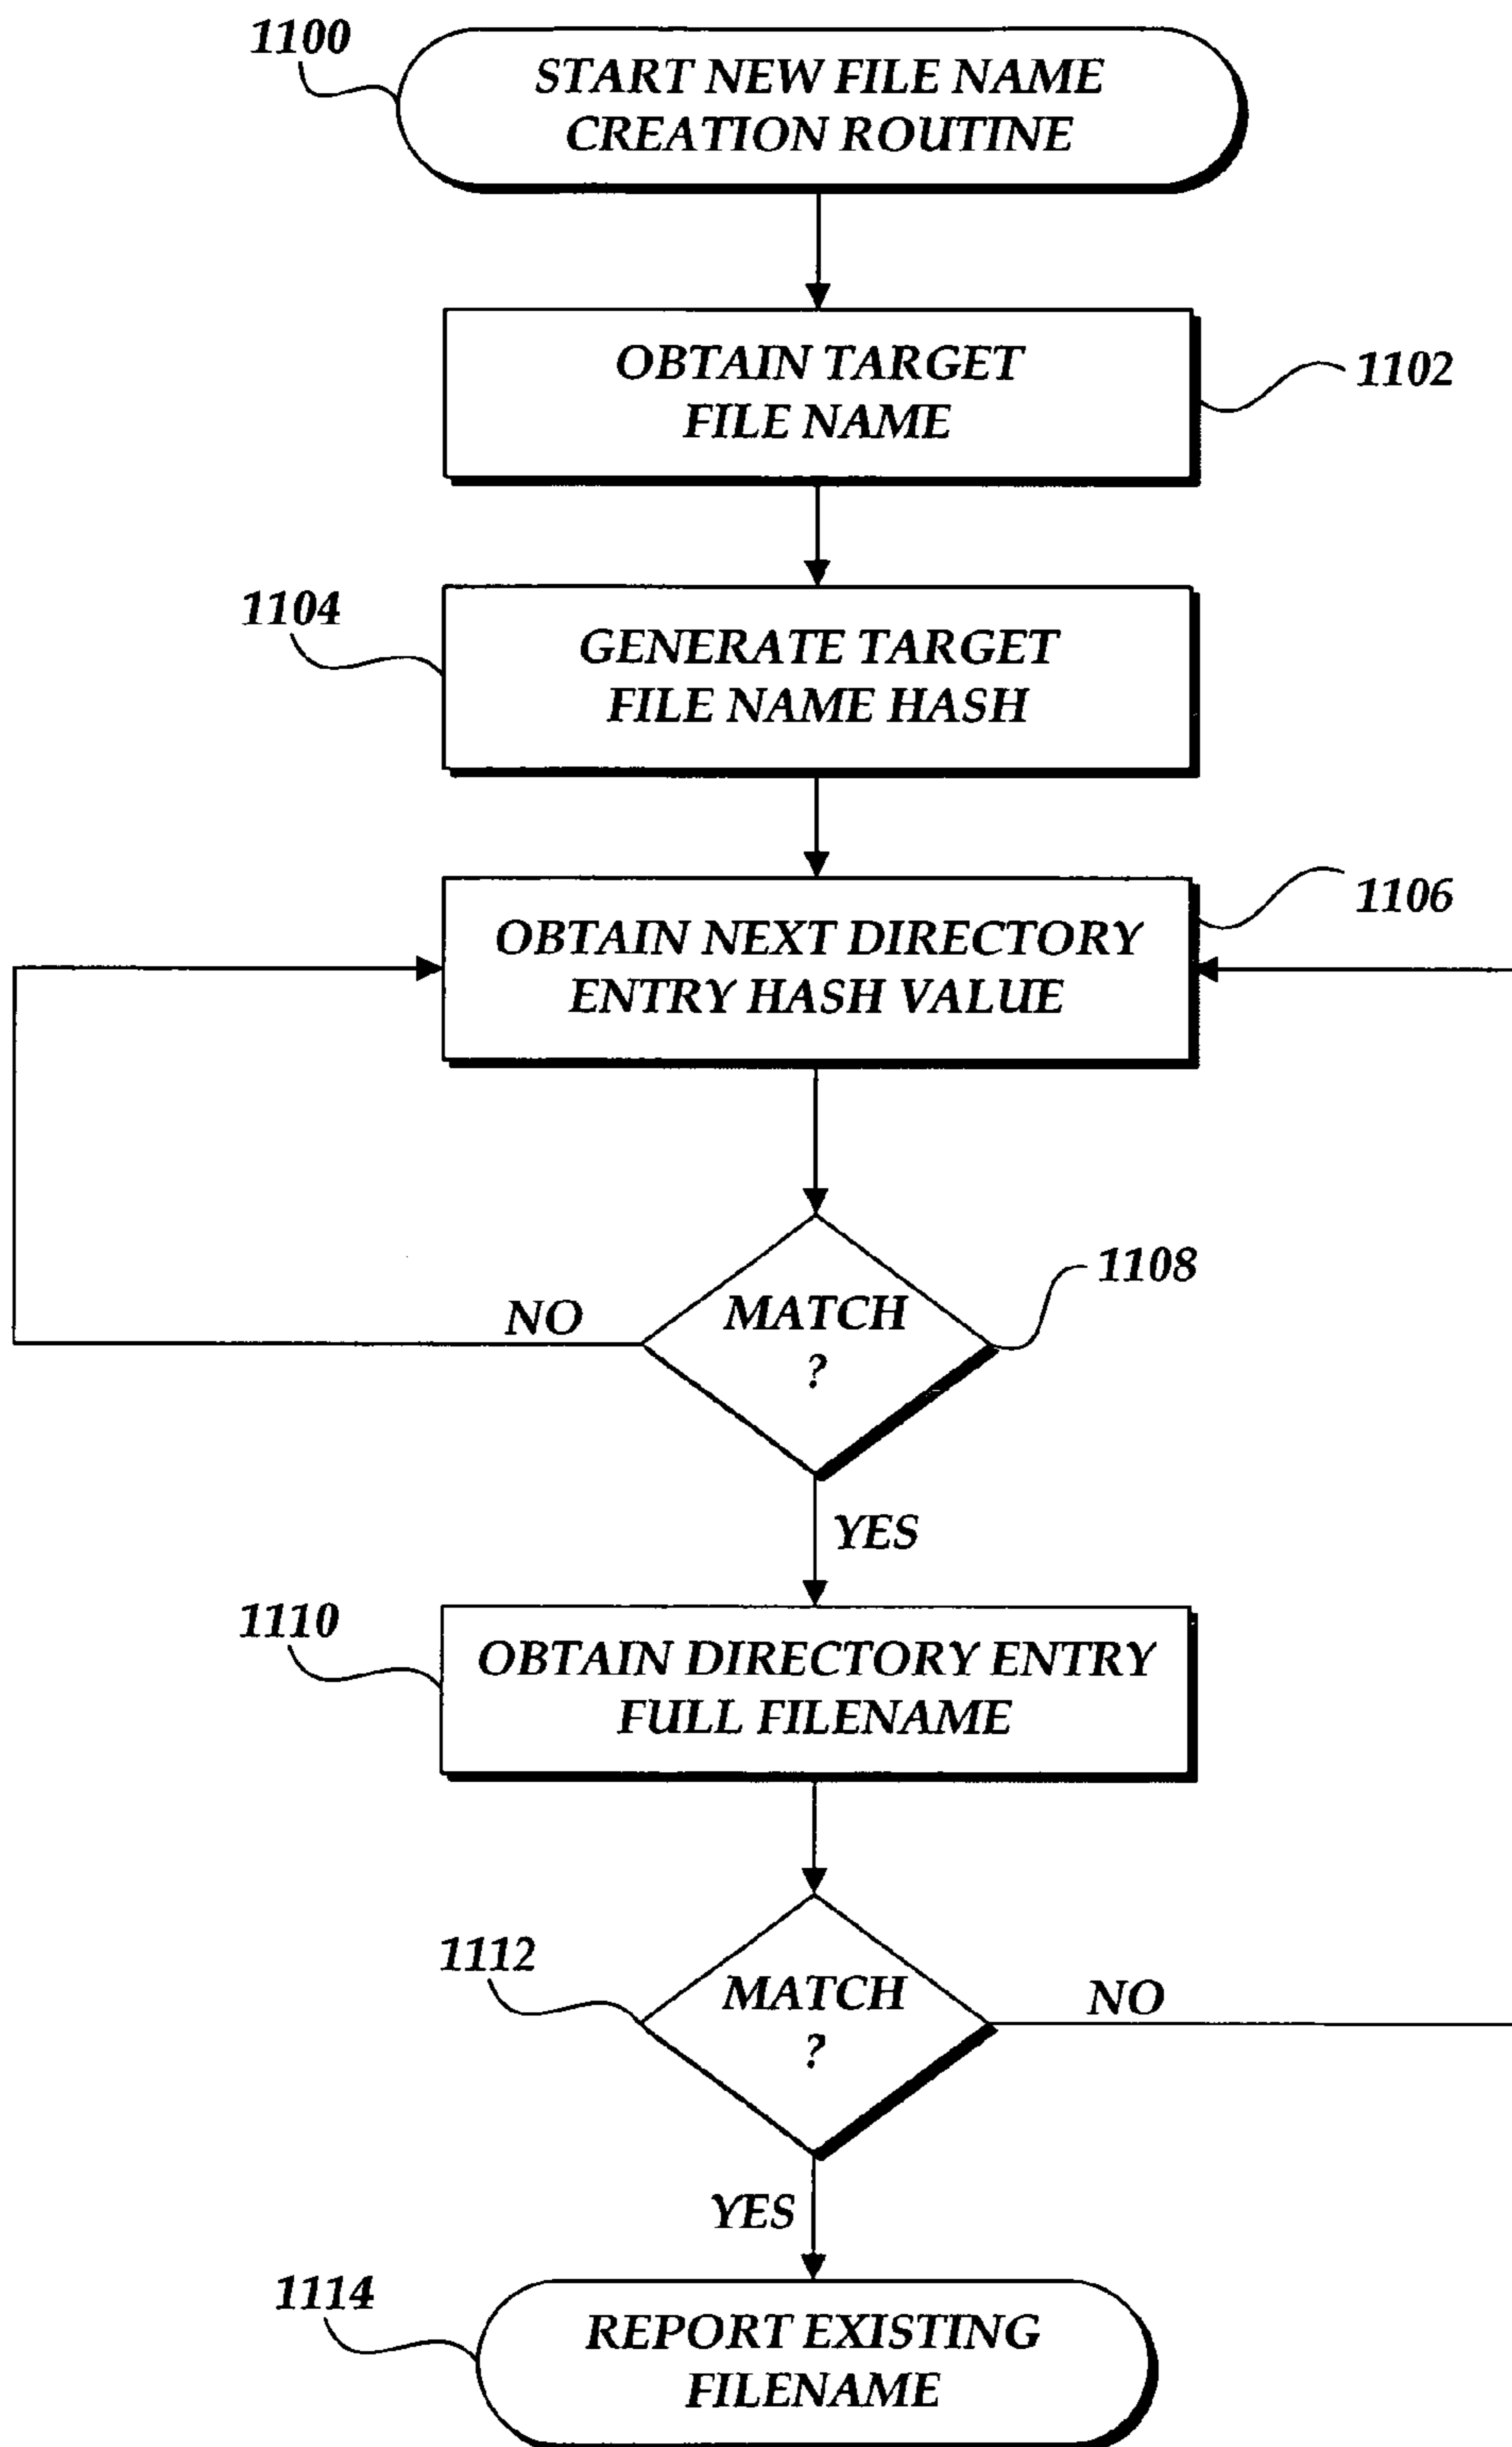 1100
START NEW FILE NAME
CREATION ROUTINE
OBTAIN TARGET
FILE NAME
1102
1104
GENERATE TARGET
FILE NAME HASH
1106
OBTAIN NEXT DIRECTORY
ENTRY HASH VALUE
1108
NO
MATCH
?
YES
1110
OBTAIN DIRECTORY ENTRY
FULL FILENAME
1112
MATCH
?
NO
YES
1114
REPORT EXISTING
FILENAME